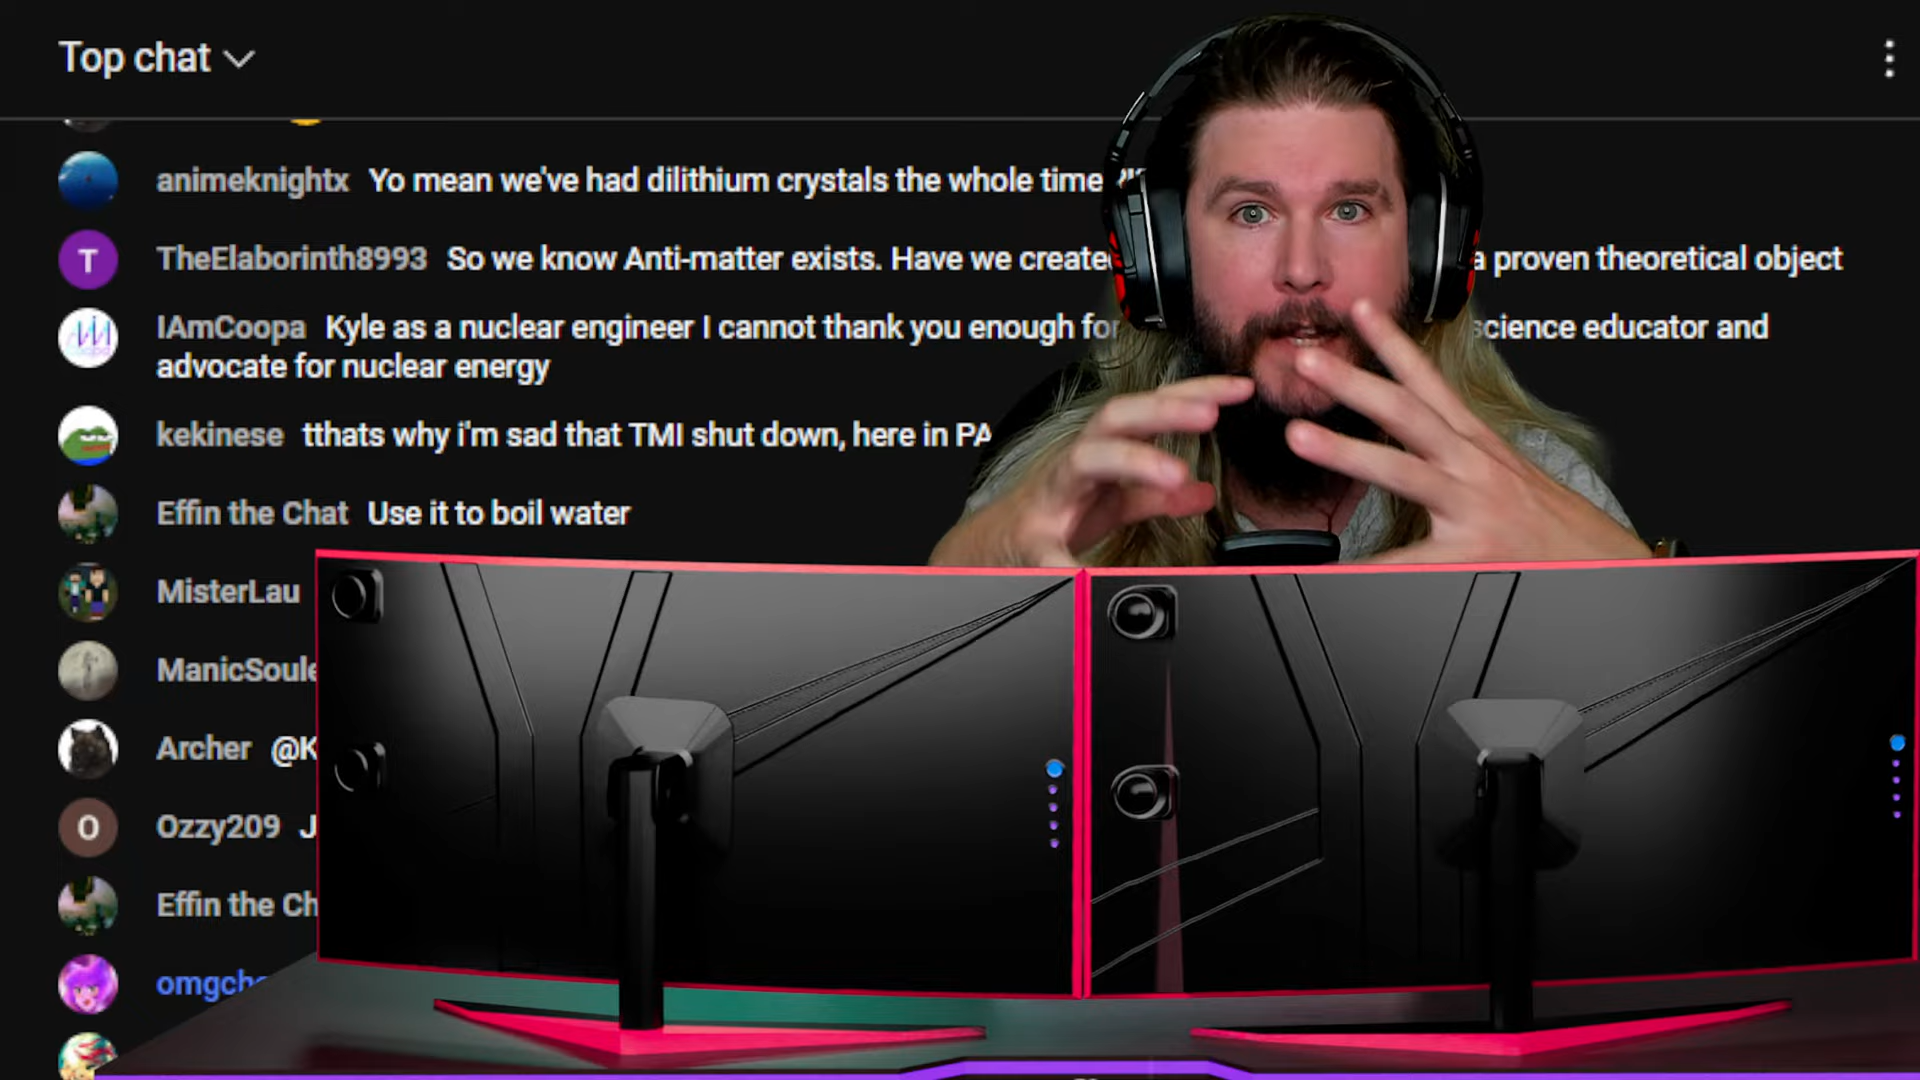 Top chat
animeknightx Yo mean we've had dilithium crystals the whole time
T TheElaborinth8993 So we know Anti-matter exists. Have we create a proven theoretical object
IAmCoopa Kyle as a nuclear engineer I cannot thank you enough for science educator and
advocate for nuclear energy
kekinese tthats why i'm sad that TMI shut down, here in PA
Effin the Chat Use it to boil water
MisterLau
ManicSoule
Archer @K
O Ozzy209 J
Effin the Ch
omgch